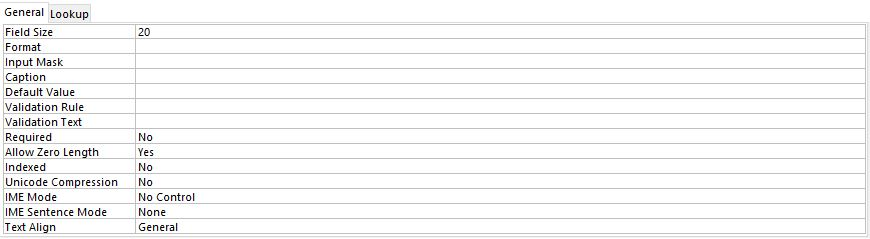 General Lookup
Field Size 20
Format
Input Mask
Caption
Default Value
Validation Rule
Validation Text
Required No
Allow Zero Length Yes
Indexed No
Unicode Compression No
IME Mode No Control
IME Sentence Mode None
Text Align General